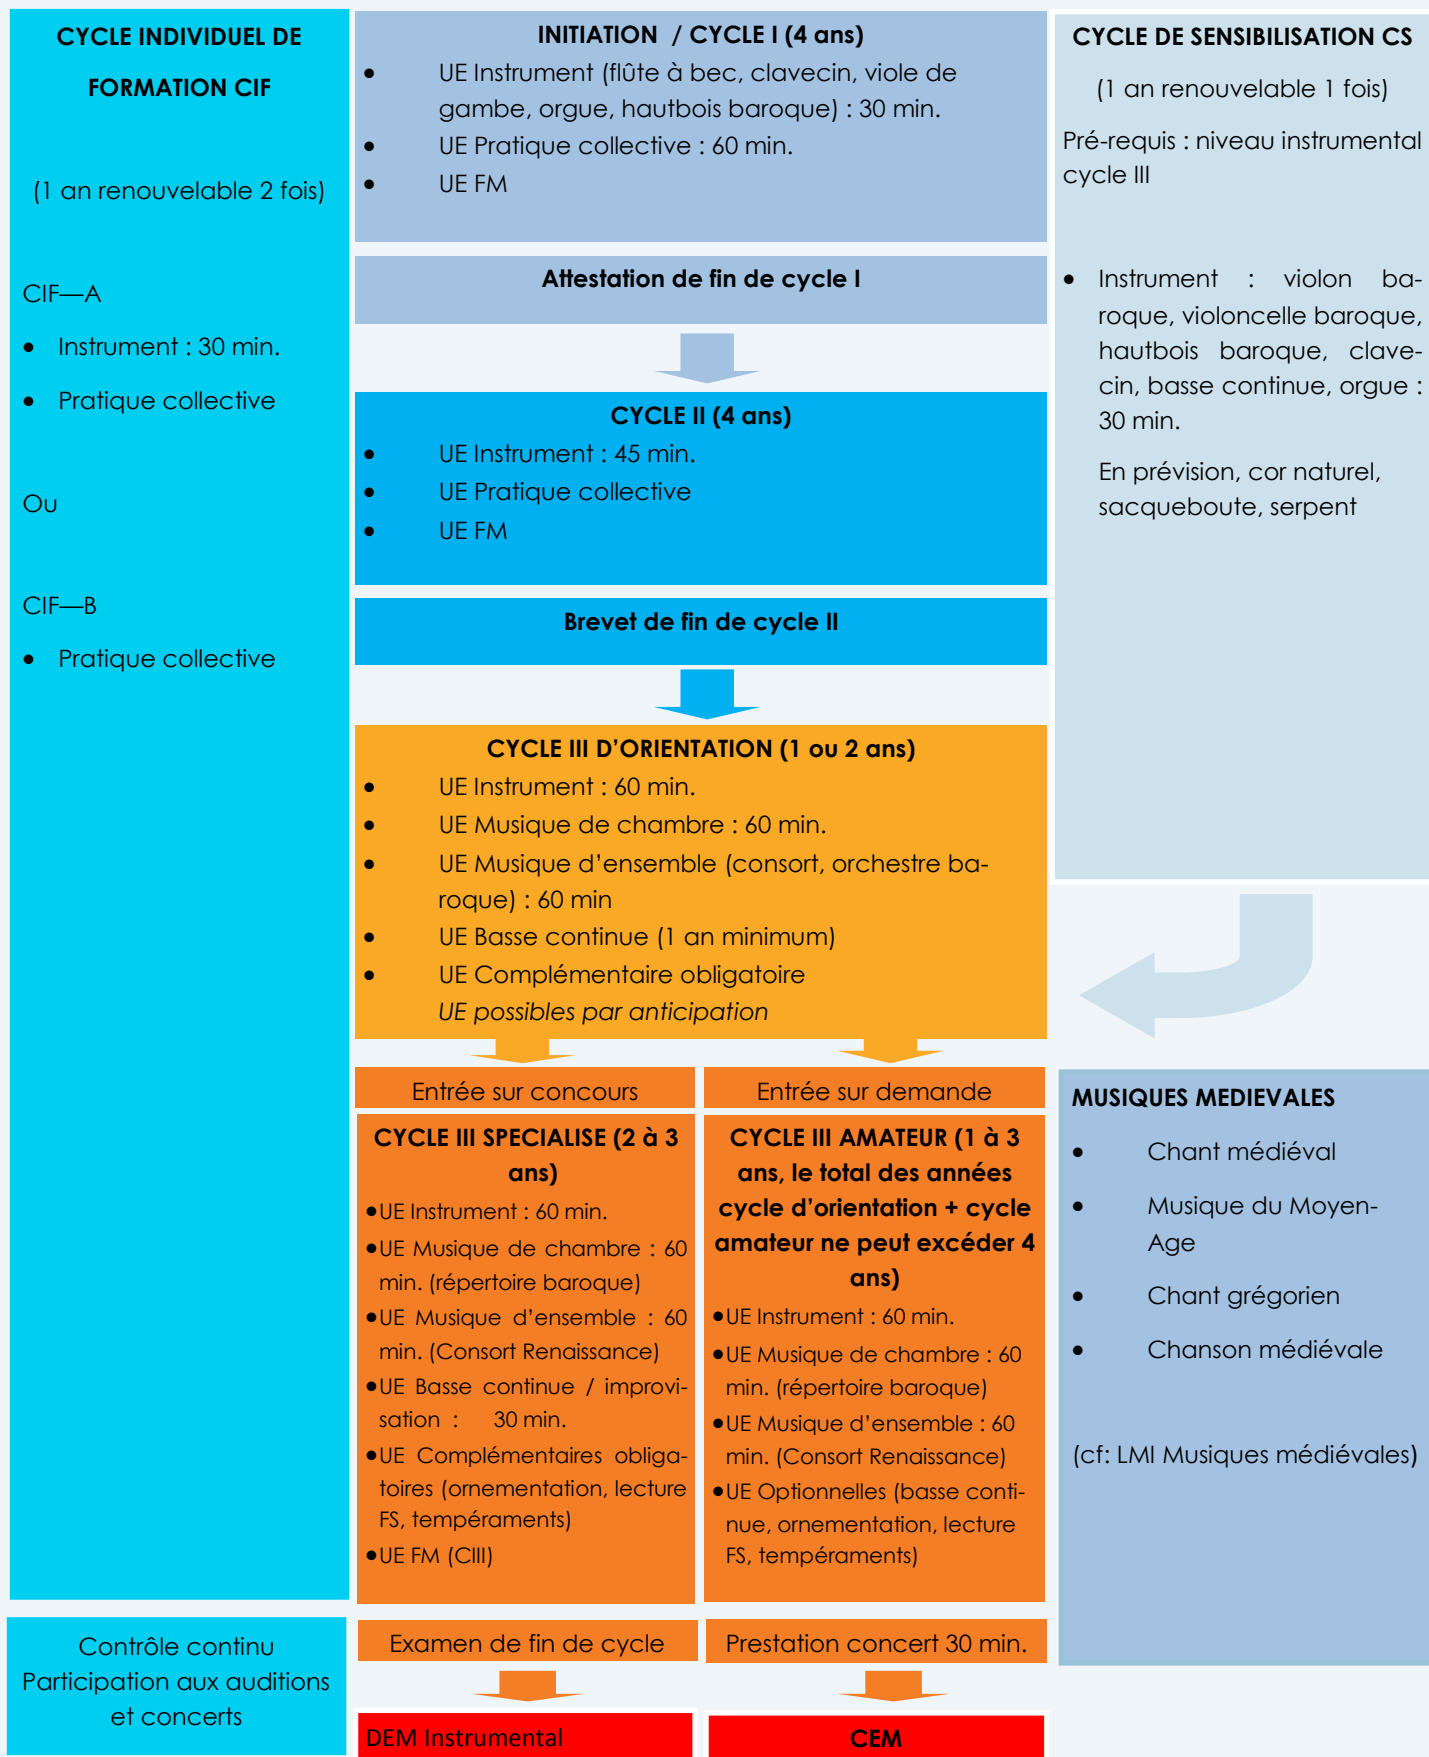 CYCLE INDIVIDUEL DE
FORMATION CIF
(1 an renouvelable 2 fois)
CIF—A
• Instrument : 30 min.
• Pratique collective
Ou
CIF—B
• Pratique collective
Contrôle continu
Participation aux auditions
et concerts
INITIATION / CYCLE I (4 ans)
• UE Instrument (flûte à bec, clavecin, viole de
gambe, orgue, hautbois baroque) : 30 min.
• UE Pratique collective : 60 min.
• UE FM
Attestation de fin de cycle I
CYCLE II (4 ans)
• UE Instrument : 45 min.
• UE Pratique collective
• UE FM
Brevet de fin de cycle II
CYCLE III D’ORIENTATION (1 ou 2 ans)
• UE Instrument : 60 min.
• UE Musique de chambre : 60 min.
• UE Musique d’ensemble (consort, orchestre ba-
roque) : 60 min
• UE Basse continue (1 an minimum)
• UE Complémentaire obligatoire
UE possibles par anticipation
Entrée sur concours
CYCLE III SPECIALISE (2 à 3
ans)
•UE Instrument : 60 min.
•UE Musique de chambre : 60
min. (répertoire baroque)
•UE Musique d’ensemble : 60
min. (Consort Renaissance)
•UE Basse continue / improvi-
sation : 30 min.
•UE Complémentaires obliga-
toires (ornementation, lecture
FS, tempéraments)
•UE FM (CIII)
Examen de fin de cycle
DEM Instrumental
Entrée sur demande
CYCLE III AMATEUR (1 à 3
ans, le total des années
cycle d’orientation + cycle
amateur ne peut excéder 4
ans)
•UE Instrument : 60 min.
•UE Musique de chambre : 60
min. (répertoire baroque)
•UE Musique d’ensemble : 60
min. (Consort Renaissance)
•UE Optionnelles (basse conti-
nue, ornementation, lecture
FS, tempéraments)
Prestation concert 30 min.
CEM
CYCLE DE SENSIBILISATION CS
(1 an renouvelable 1 fois)
Pré-requis : niveau instrumental
cycle III
• Instrument : violon ba-
roque, violoncelle baroque,
hautbois baroque, clave-
cin, basse continue, orgue :
30 min.
En prévision, cor naturel,
sacqueboute, serpent
MUSIQUES MEDIEVALES
• Chant médiéval
• Musique du Moyen-
Age
• Chant grégorien
• Chanson médiévale
(cf: LMI Musiques médiévales)